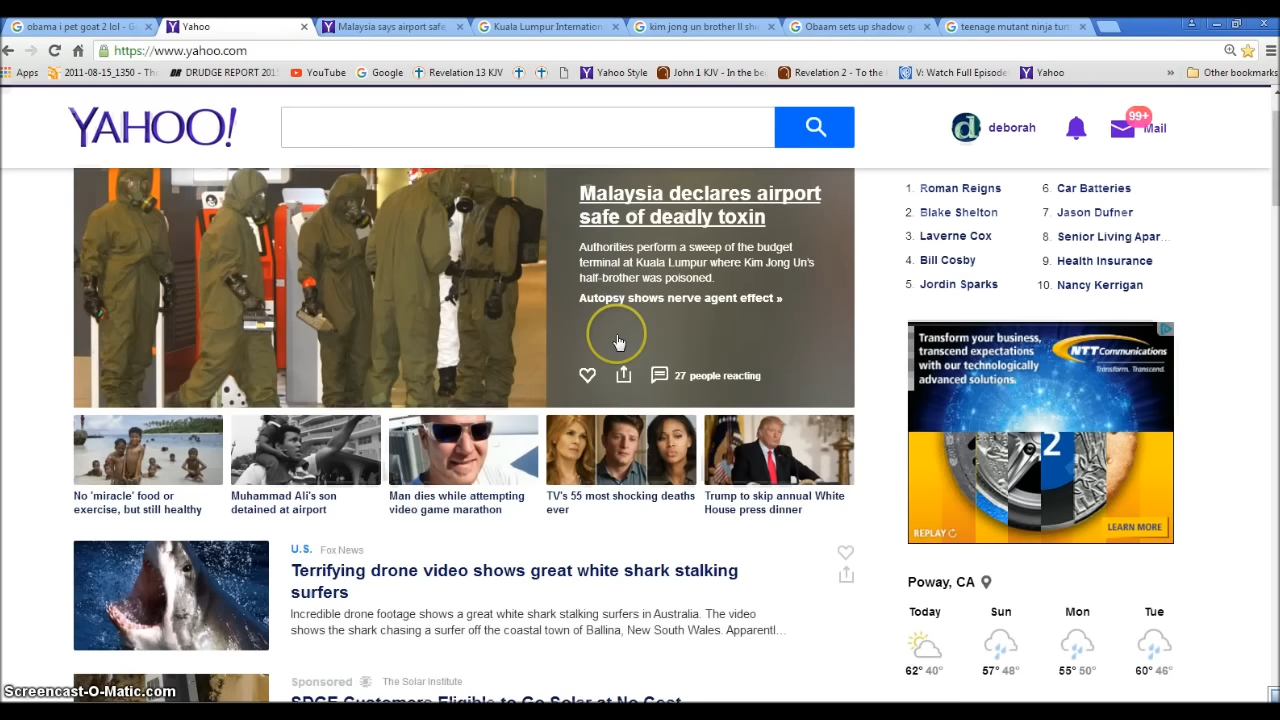 obama i pet goat 2 lol - G
Yahoo
Malaysia says airport safe
Kuala Lumpur Internation
kim jong un brother ll sh
Obaam sets up shadow g
teenage mutant ninja tur
https://www.yahoo.com
Apps
2011-08-15_1350 - Th
DRUDGE REPORT 201
YouTube
Google
Revelation 13 KJV
Yahoo Style
John 1 KJV - In the be
Revelation 2 - To the
V: Watch Full Episode
Yahoo
»
Other bookmarks
YAHOO!
deborah
99+
Mail
Malaysia declares airport
safe of deadly toxin
Authorities perform a sweep of the budget
terminal at Kuala Lumpur where Kim Jong Un's
half-brother was poisoned.
Autopsy shows nerve agent effect »
27 people reacting
1. Roman Reigns
2. Blake Shelton
3. Laverne Cox
4. Bill Cosby
5. Jordin Sparks
6. Car Batteries
7. Jason Dufner
8. Senior Living Apar...
9. Health Insurance
10. Nancy Kerrigan
Transform your business,
transcend expectations
with our technologically
advanced solutions.
NTT Communications
Transform. Transcend.
2
REPLAY
LEARN MORE
No 'miracle' food or
exercise, but still healthy
Muhammad Ali's son
detained at airport
Man dies while attempting
video game marathon
TV's 55 most shocking deaths
ever
Trump to skip annual White
House press dinner
U.S. Fox News
Terrifying drone video shows great white shark stalking
surfers
Incredible drone footage shows a great white shark stalking surfers in Australia. The video
shows the shark chasing a surfer off the coastal town of Ballina, New South Wales. Apparentl...
Poway, CA
Today Sun Mon Tue
62° 40° 57° 48° 55° 50° 60° 46°
Sponsored The Solar Institute
SDGE Customers Eligible to Go Solar at No Cost
Screencast-O-Matic.com